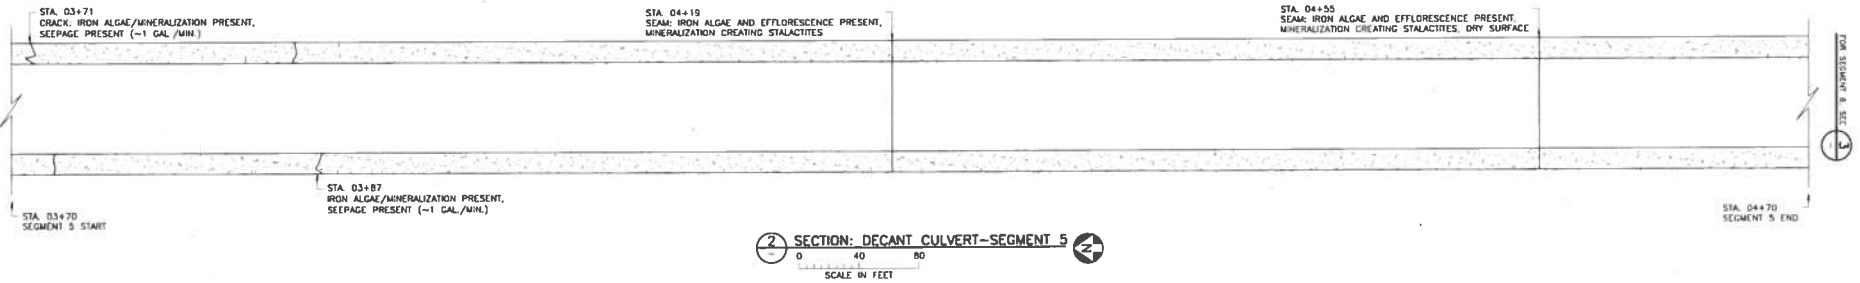 STA. 03+71
CRACK: IRON ALGAE/MINERALIZATION PRESENT,
SEEPAGE PRESENT (~1 GAL./MIN.)
STA. 04+19
SEAM: IRON ALGAE AND EFFLORESCENCE PRESENT,
MINERALIZATION CREATING STALACTITES
STA. 04+55
SEAM: IRON ALGAE AND EFFLORESCENCE PRESENT,
MINERALIZATION CREATING STALACTITES, DRY SURFACE
FOR SEGMENT 6, SEE
3
STA. 03+87
IRON ALGAE/MINERALIZATION PRESENT,
SEEPAGE PRESENT (~1 GAL./MIN.)
STA. 03+70
SEGMENT 5 START
STA. 04+70
SEGMENT 5 END
2 SECTION: DECANT CULVERT-SEGMENT 5 Z
-
0 40 80
SCALE IN FEET